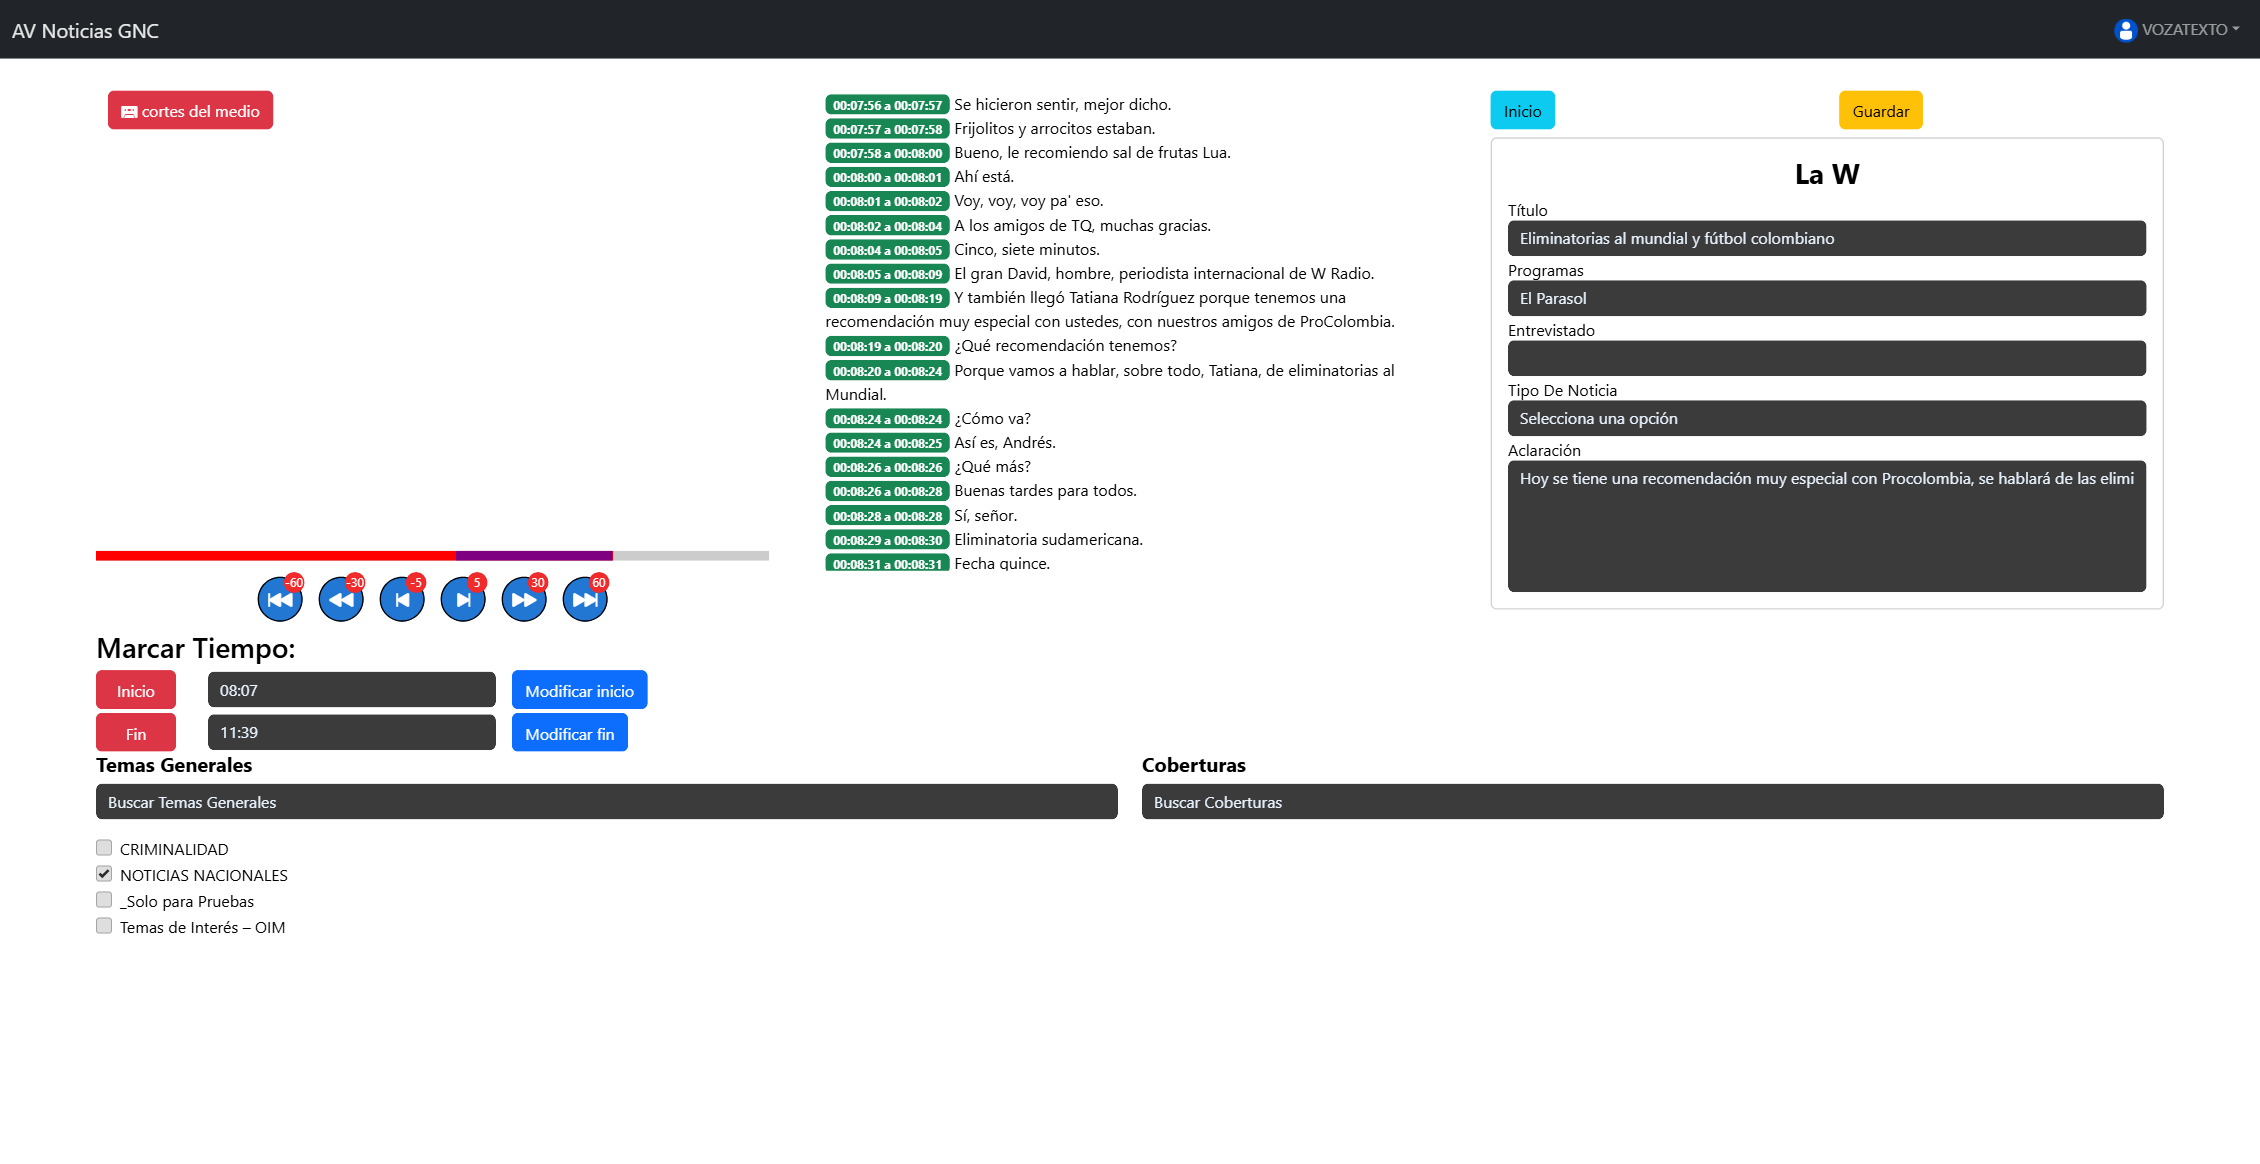 AV Noticias GNC
VOZATEXTO
cortes del medio
-60
-30
-5
5
30
60
Marcar Tiempo:
Inicio
08:07
Modificar inicio
Fin
11:39
Modificar fin
00:07:56 a 00:07:57 Se hicieron sentir, mejor dicho.
00:07:57 a 00:07:58 Frijolitos y arrocitos estaban.
00:07:58 a 00:08:00 Bueno, le recomiendo sal de frutas Lua.
00:08:00 a 00:08:01 Ahí está.
00:08:01 a 00:08:02 Voy, voy, voy pa' eso.
00:08:02 a 00:08:04 A los amigos de TQ, muchas gracias.
00:08:04 a 00:08:05 Cinco, siete minutos.
00:08:05 a 00:08:09 El gran David, hombre, periodista internacional de W Radio.
00:08:09 a 00:08:19 Y también llegó Tatiana Rodríguez porque tenemos una
recomendación muy especial con ustedes, con nuestros amigos de ProColombia.
00:08:19 a 00:08:20 ¿Qué recomendación tenemos?
00:08:20 a 00:08:24 Porque vamos a hablar, sobre todo, Tatiana, de eliminatorias al
Mundial.
00:08:24 a 00:08:24 ¿Cómo va?
00:08:24 a 00:08:25 Así es, Andrés.
00:08:26 a 00:08:26 ¿Qué más?
00:08:26 a 00:08:28 Buenas tardes para todos.
00:08:28 a 00:08:28 Sí, señor.
00:08:29 a 00:08:30 Eliminatoria sudamericana.
00:08:31 a 00:08:31 Fecha quince.
Inicio
Guardar
La W
Título
Eliminatorias al mundial y fútbol colombiano
Programas
El Parasol
Entrevistado
Tipo De Noticia
Selecciona una opción
Aclaración
Hoy se tiene una recomendación muy especial con Procolombia, se hablará de las elimi
Temas Generales
Buscar Temas Generales
CRIMINALIDAD
NOTICIAS NACIONALES
_Solo para Pruebas
Temas de Interés – OIM
Coberturas
Buscar Coberturas